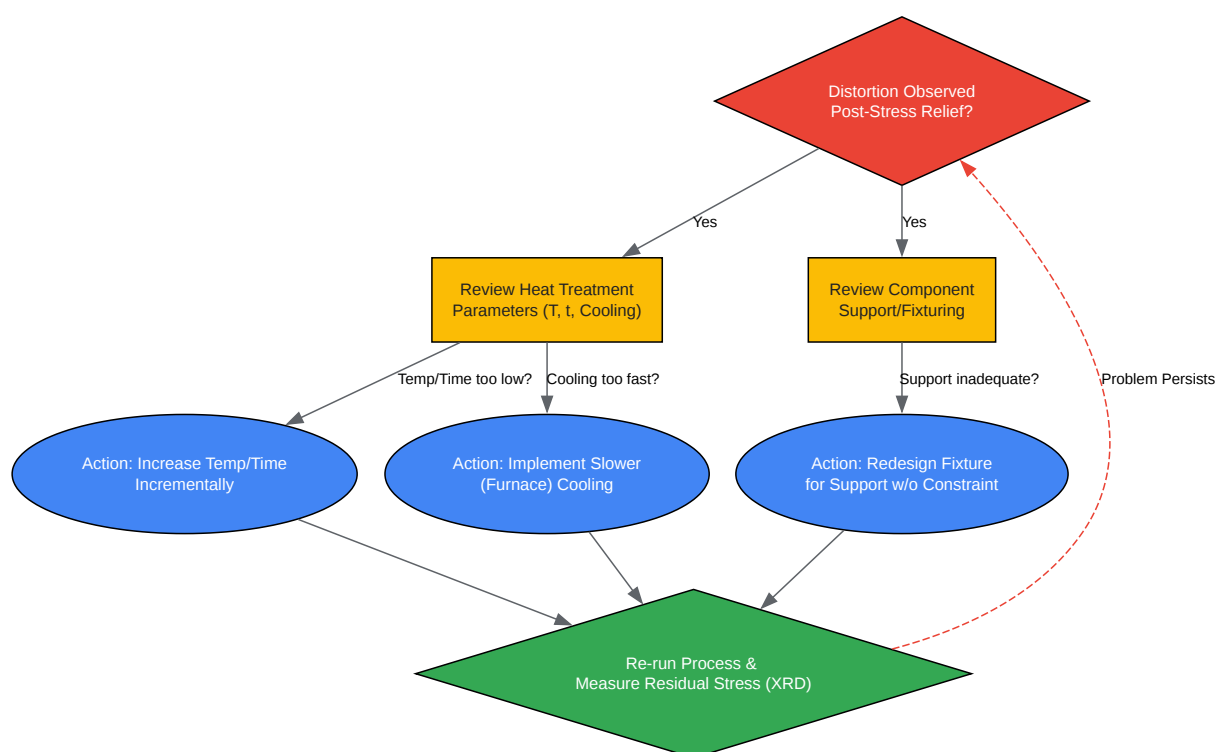 Distortion Observed
Post-Stress Relief?
Yes
Yes
Review Heat Treatment
Parameters (T, t, Cooling)
Review Component
Support/Fixturing
Temp/Time too low?
Cooling too fast?
Support inadequate?
Problem Persists
Action: Increase Temp/Time
Incrementally
Action: Implement Slower
(Furnace) Cooling
Action: Redesign Fixture
for Support w/o Constraint
Re-run Process &
Measure Residual Stress (XRD)